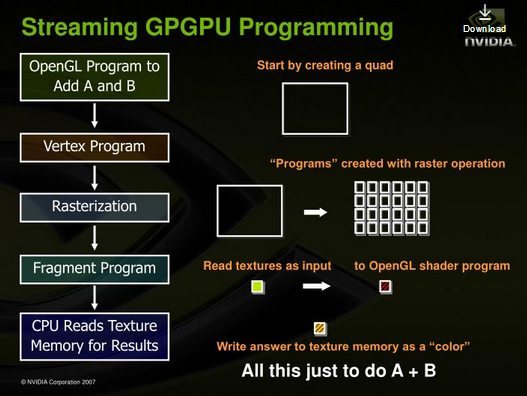 Streaming GPGPU Programming
Download
NVIDIA.
OpenGL Program to
Add A and B
Start by creating a quad
Vertex Program
“Programs” created with raster operation
Rasterization
Fragment Program
Read textures as input
to OpenGL shader program
CPU Reads Texture
Memory for Results
Write answer to texture memory as a “color”
All this just to do A + B
© NVIDIA Corporation 2007